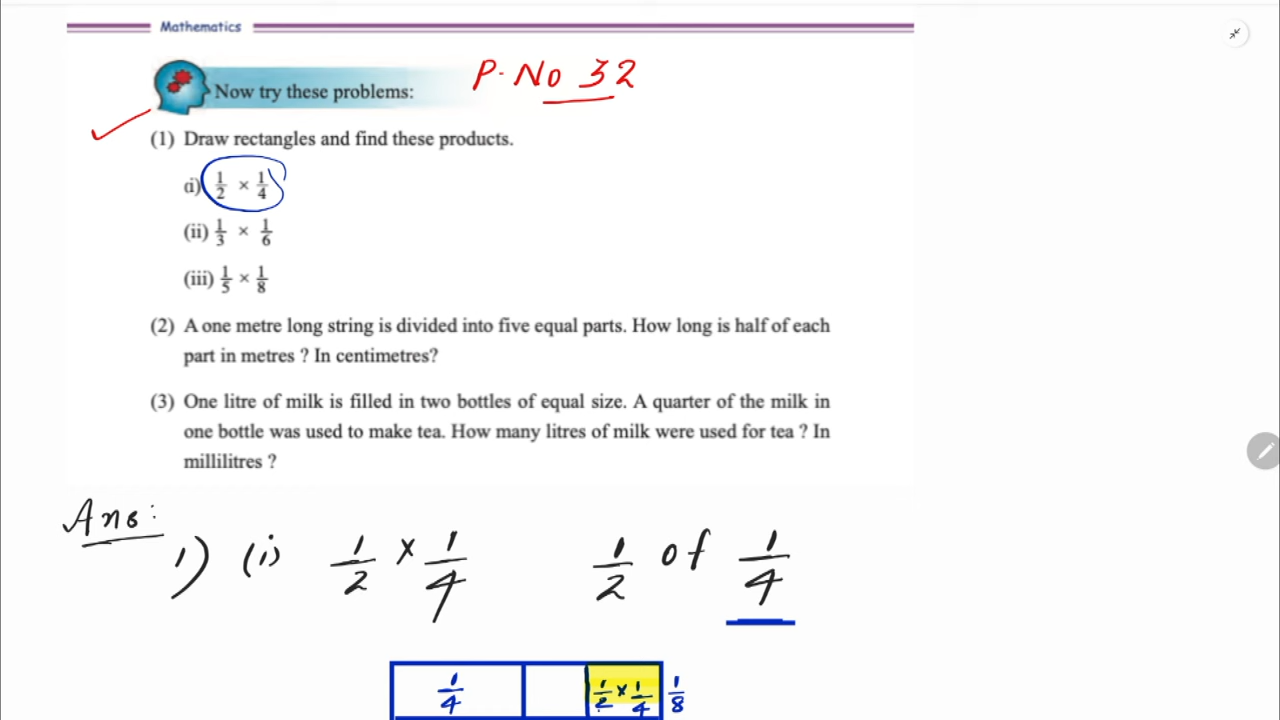 Mathematics
P. No 32
Now try these problems:
(1) Draw rectangles and find these products.
(i) 1/2 × 1/4
(ii) 1/3 × 1/6
(iii) 1/5 × 1/8
(2) A one metre long string is divided into five equal parts. How long is half of each
part in metres ? In centimetres?
(3) One litre of milk is filled in two bottles of equal size. A quarter of the milk in
one bottle was used to make tea. How many litres of milk were used for tea ? In
millilitres ?
Ans:
1) (i) 1/2 × 1/4 1/2 of 1/4
1/4 1/2 × 1/4 1/8